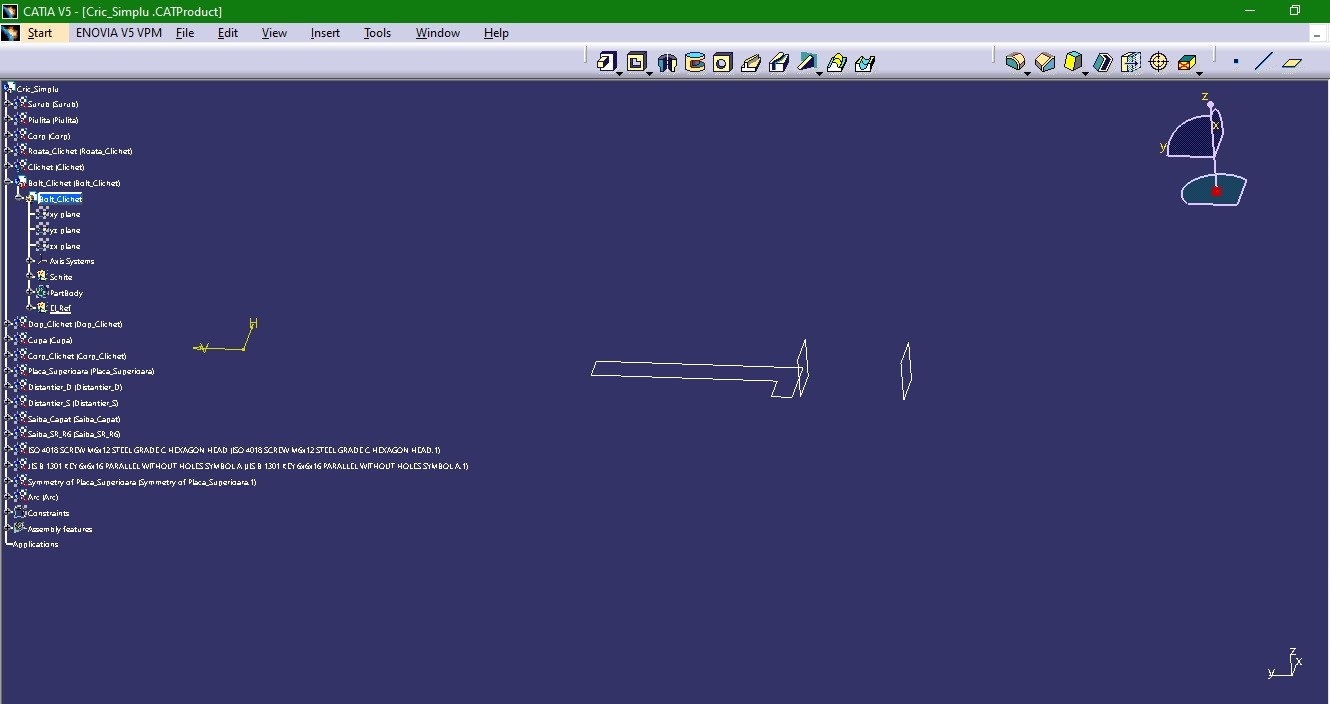 CATIA V5 - [Cric_Simplu .CATProduct]
Start ENOVIA V5 VPM File Edit View Insert Tools Window Help
Cric_Simplu
Surub (Surub)
Piulita (Piulita)
Corp (Corp)
Roata_Clichet (Roata_Clichet)
Clichet (Clichet)
Bolt_Clichet (Bolt_Clichet)
Bolt_Clichet
xy plane
yz plane
zx plane
Axis Systems
Schite
PartBody
El_Ref
Dop_Clichet (Dop_Clichet)
Cupa (Cupa)
Corp_Clichet (Corp_Clichet)
Placa_Superioara (Placa_Superioara)
Distantier_D (Distantier_D)
Distantier_S (Distantier_S)
Saiba_Capat (Saiba_Capat)
Saiba_SR_R6 (Saiba_SR_R6)
ISO 4018 SCREW M6x12 STEEL GRADE C HEXAGON HEAD (ISO 4018 SCREW M6x12 STEEL GRADE C HEXAGON HEAD.1)
JIS B 1301 KEY 6x6x16 PARALLEL WITHOUT HOLES SYMBOL A (JIS B 1301 KEY 6x6x16 PARALLEL WITHOUT HOLES SYMBOL A.1)
Symmetry of Placa_Superioara (Symmetry of Placa_Superioara.1)
Arc (Arc)
Constraints
Assembly features
Applications
H
V
z
x
y
z
x
y